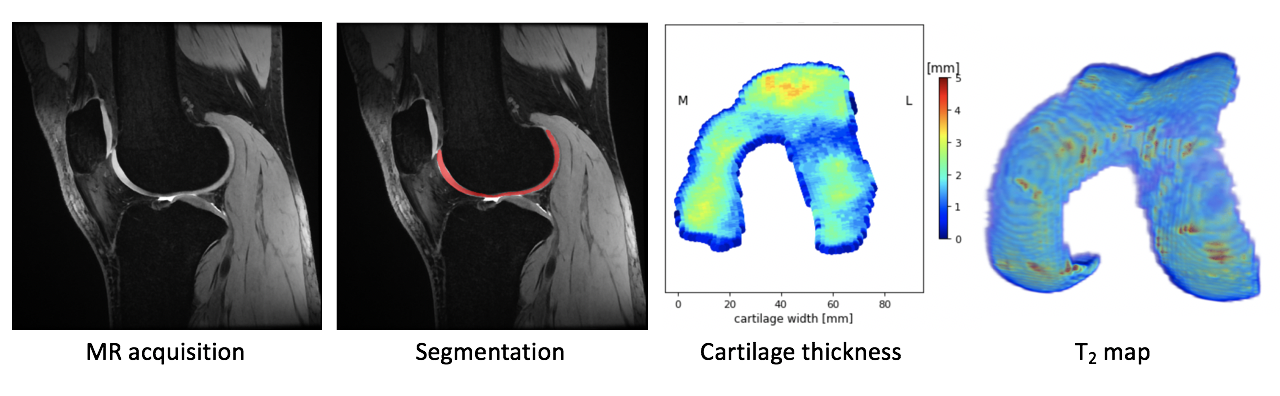 M
L
[mm]
5
4
3
2
1
0
0 20 40 60 80
cartilage width [mm]
MR acquisition
Segmentation
Cartilage thickness
T₂ map